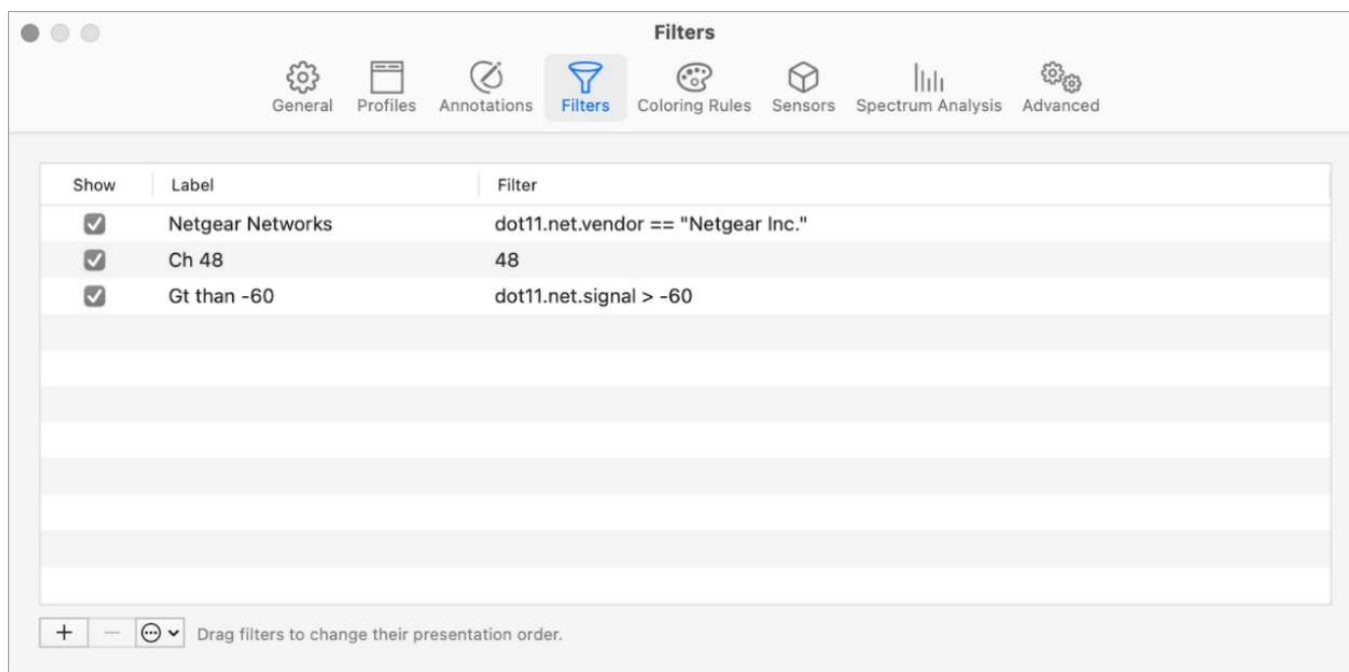 Filters
General Profiles Annotations Filters Coloring Rules Sensors Spectrum Analysis Advanced
Show Label Filter
Netgear Networks dot11.net.vendor == "Netgear Inc."
Ch 48 48
Gt than -60 dot11.net.signal > -60
Drag filters to change their presentation order.